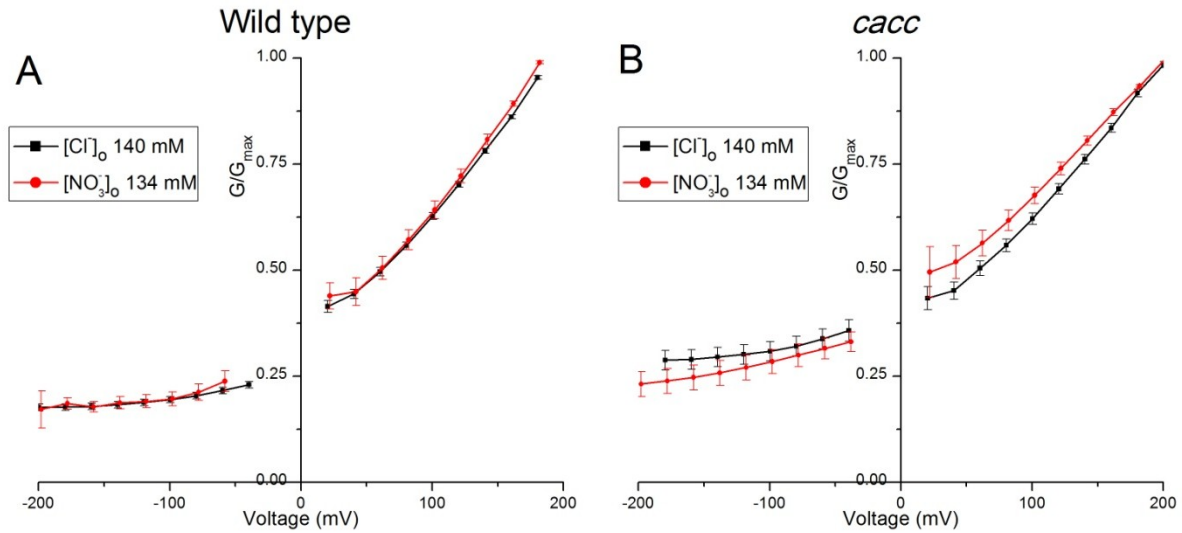 Wild type
cacc
A
B
[Cl⁻]ₒ 140 mM
[NO₃⁻]ₒ 134 mM
G/Gmax
1.00
0.75
0.50
0.25
0.00
-200
-100
0
100
200
Voltage (mV)
[Cl⁻]ₒ 140 mM
[NO₃⁻]ₒ 134 mM
G/Gmax
1.00
0.75
0.50
0.25
0.00
-200
-100
0
100
200
Voltage (mV)